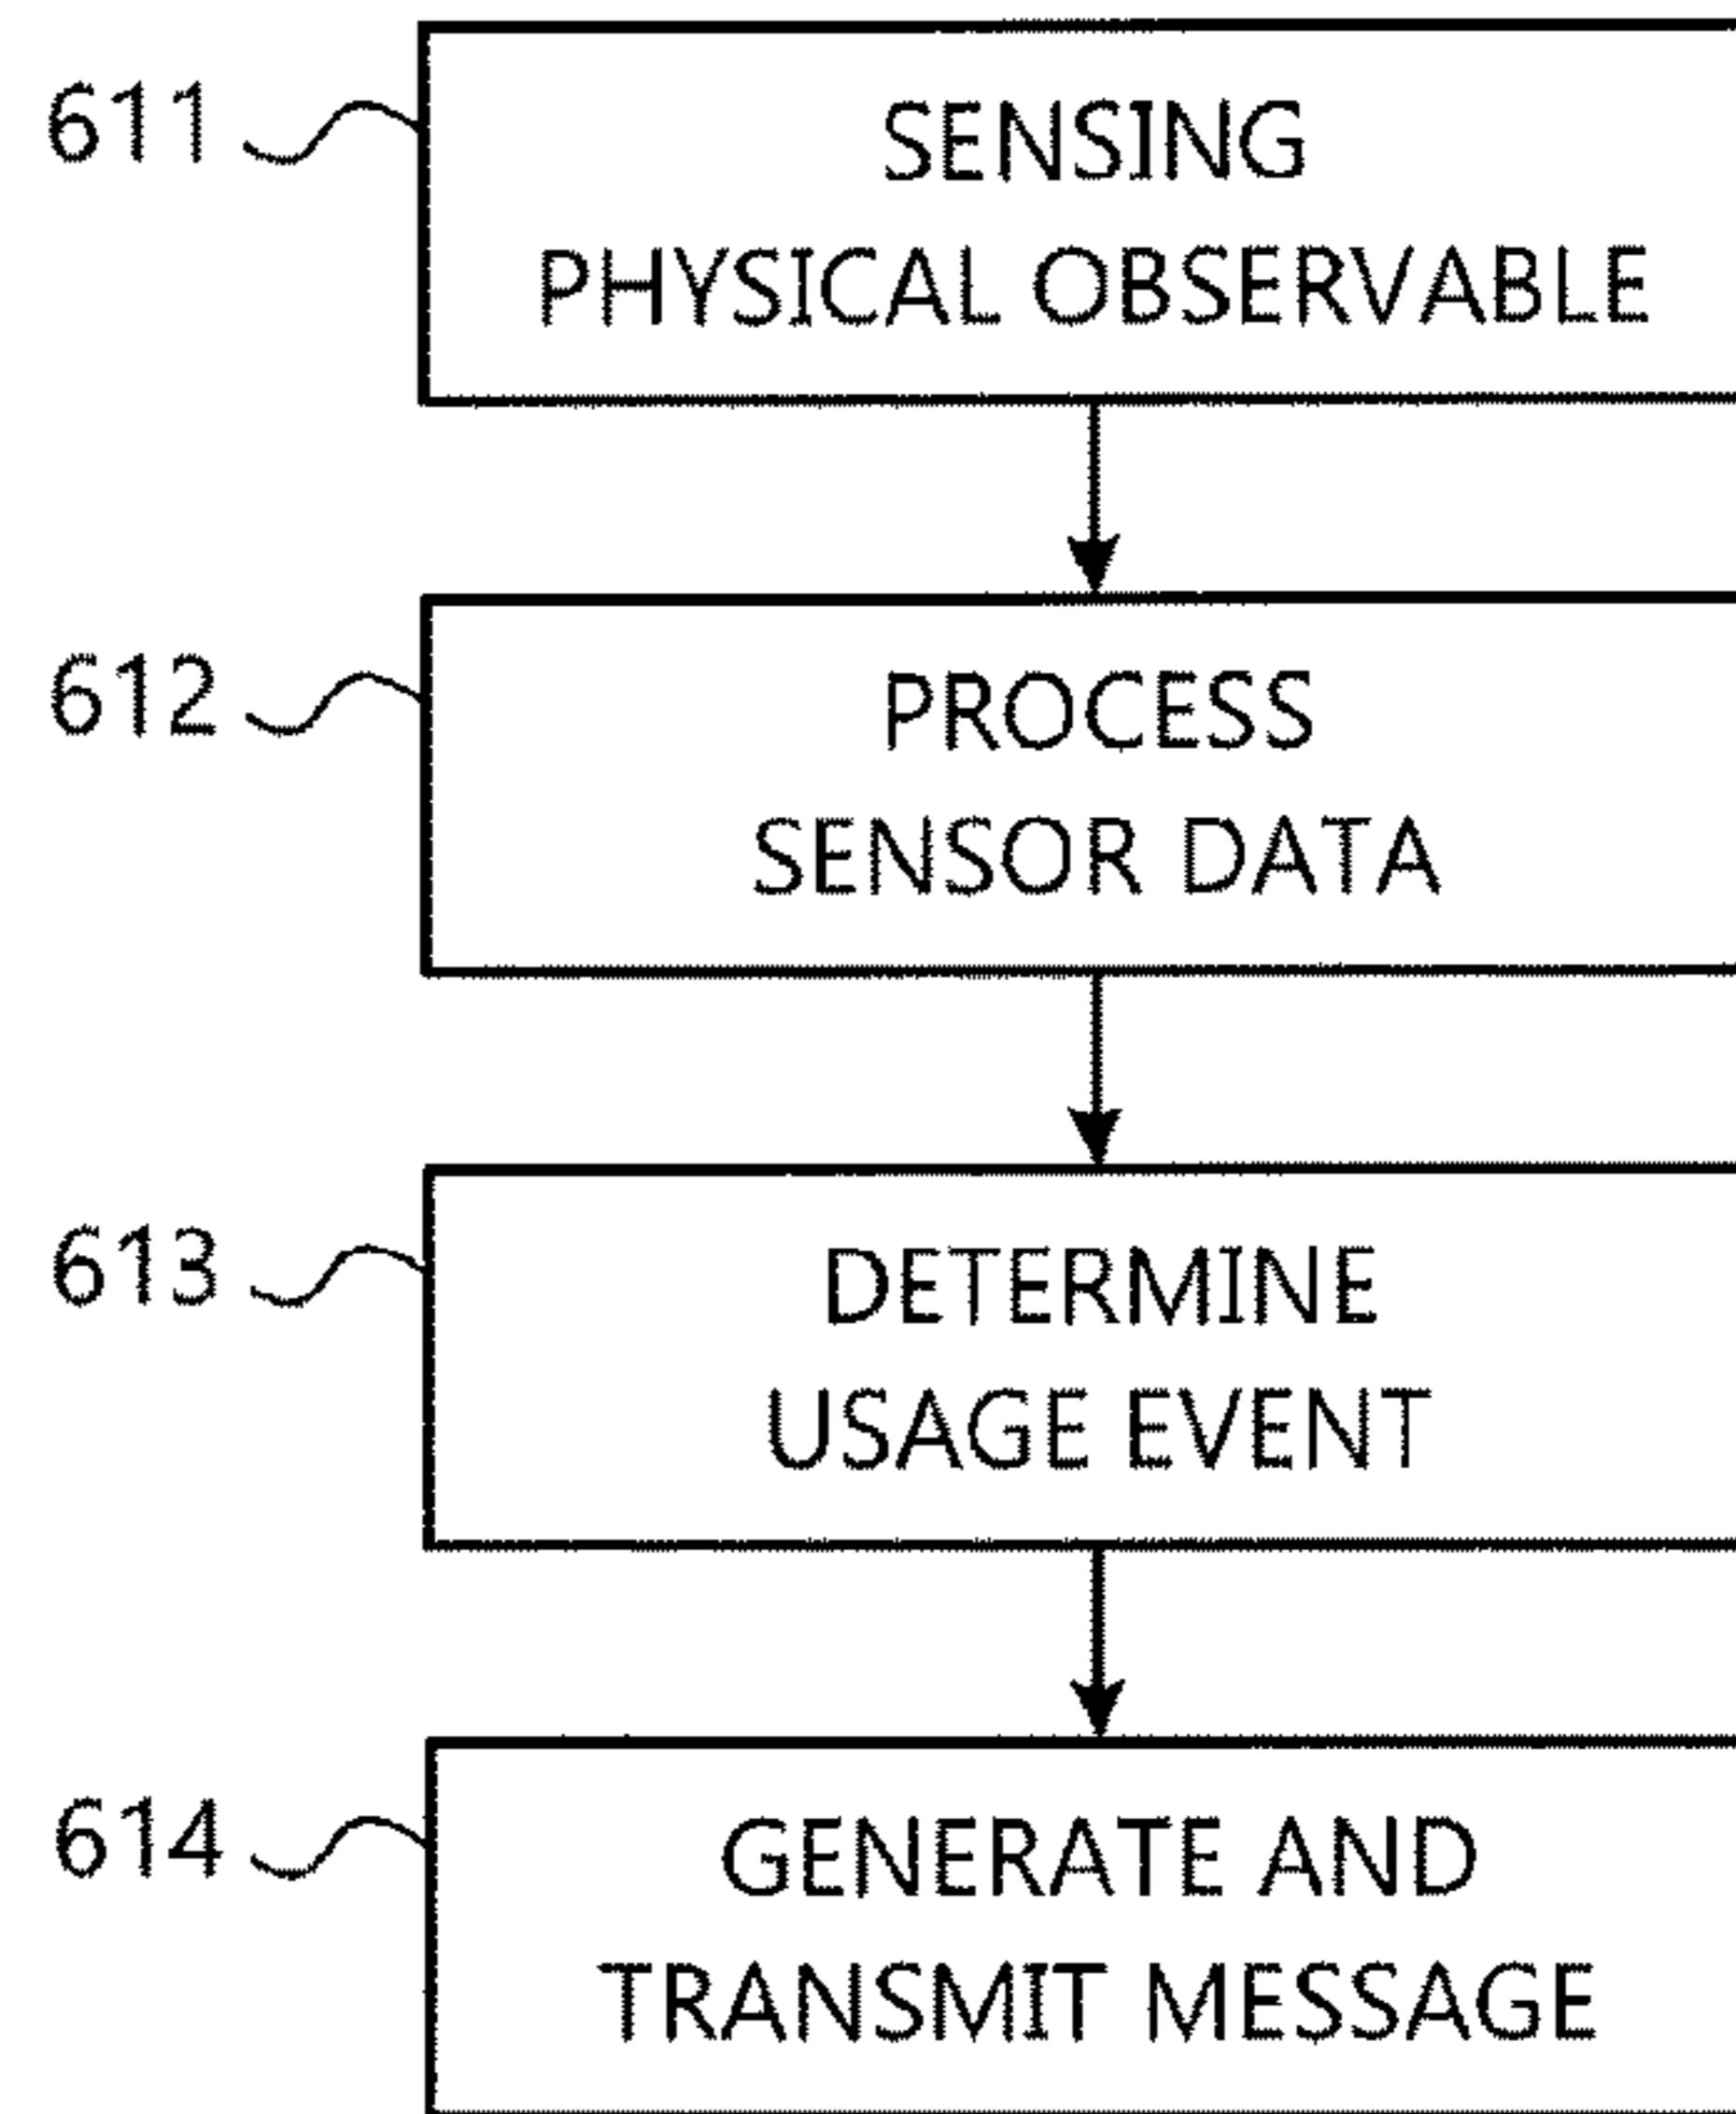 611
SENSING
PHYSICAL OBSERVABLE
612
PROCESS
SENSOR DATA
613
DETERMINE
USAGE EVENT
614
GENERATE AND
TRANSMIT MESSAGE